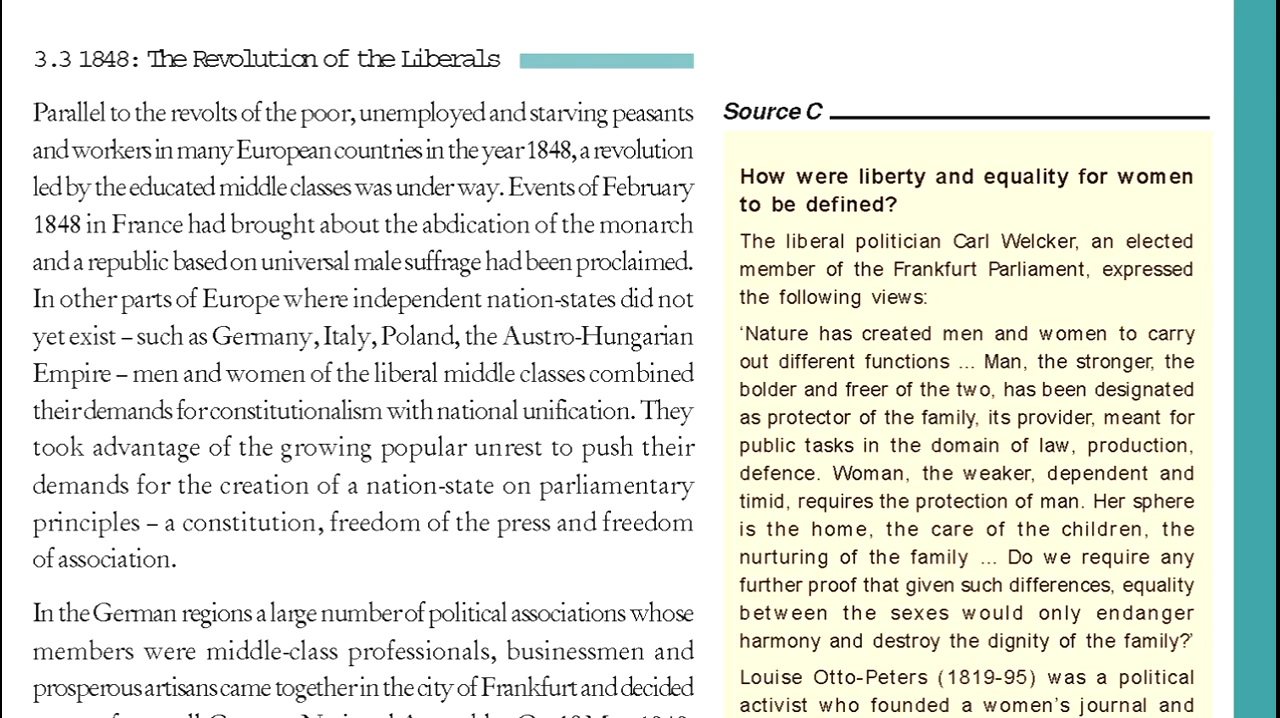 3.3 1848: The Revolution of the Liberals
Parallel to the revolts of the poor, unemployed and starving peasants
and workers in many European countries in the year 1848, a revolution
led by the educated middle classes was under way. Events of February
1848 in France had brought about the abdication of the monarch
and a republic based on universal male suffrage had been proclaimed.
In other parts of Europe where independent nation-states did not
yet exist – such as Germany, Italy, Poland, the Austro-Hungarian
Empire – men and women of the liberal middle classes combined
their demands for constitutionalism with national unification. They
took advantage of the growing popular unrest to push their
demands for the creation of a nation-state on parliamentary
principles – a constitution, freedom of the press and freedom
of association.
In the German regions a large number of political associations whose
members were middle-class professionals, businessmen and
prosperous artisans came together in the city of Frankfurt and decided
Source C
How were liberty and equality for women
to be defined?
The liberal politician Carl Welcker, an elected
member of the Frankfurt Parliament, expressed
the following views:
‘Nature has created men and women to carry
out different functions ... Man, the stronger, the
bolder and freer of the two, has been designated
as protector of the family, its provider, meant for
public tasks in the domain of law, production,
defence. Woman, the weaker, dependent and
timid, requires the protection of man. Her sphere
is the home, the care of the children, the
nurturing of the family ... Do we require any
further proof that given such differences, equality
between the sexes would only endanger
harmony and destroy the dignity of the family?’
Louise Otto-Peters (1819-95) was a political
activist who founded a women’s journal and